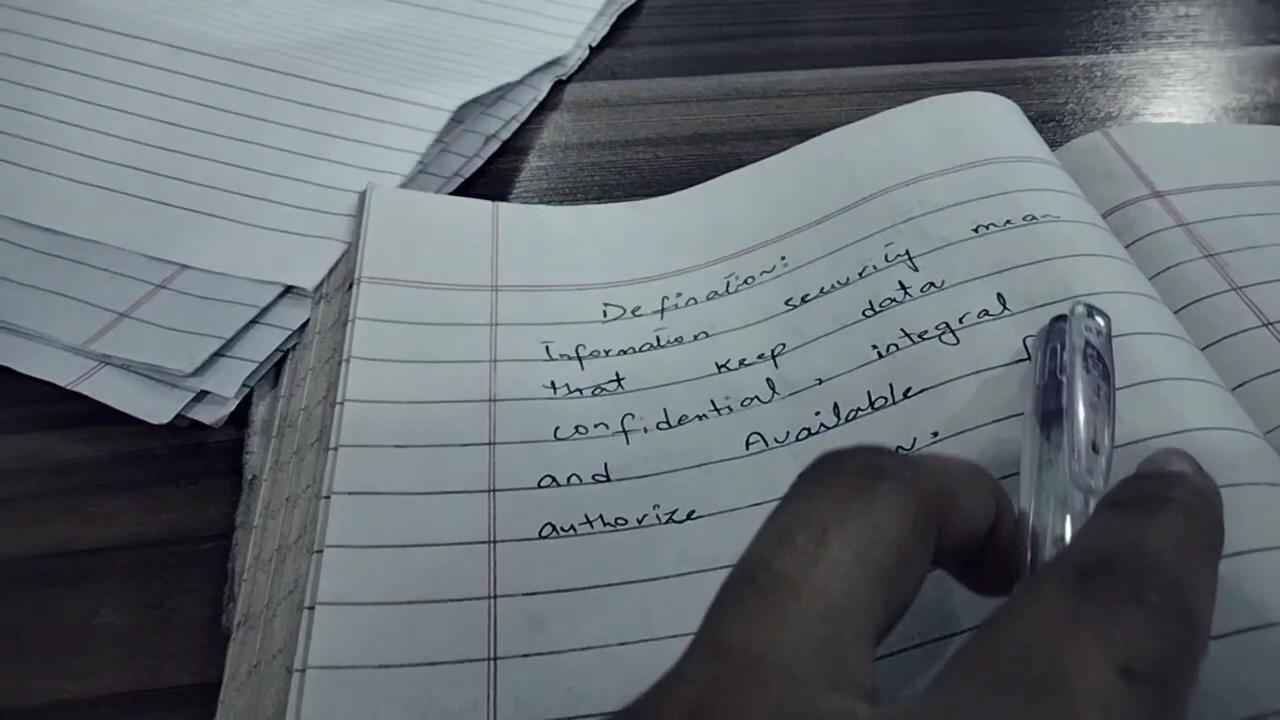 Defination:
Information security mean
that keep data
confidential, integral
and Available
authorize